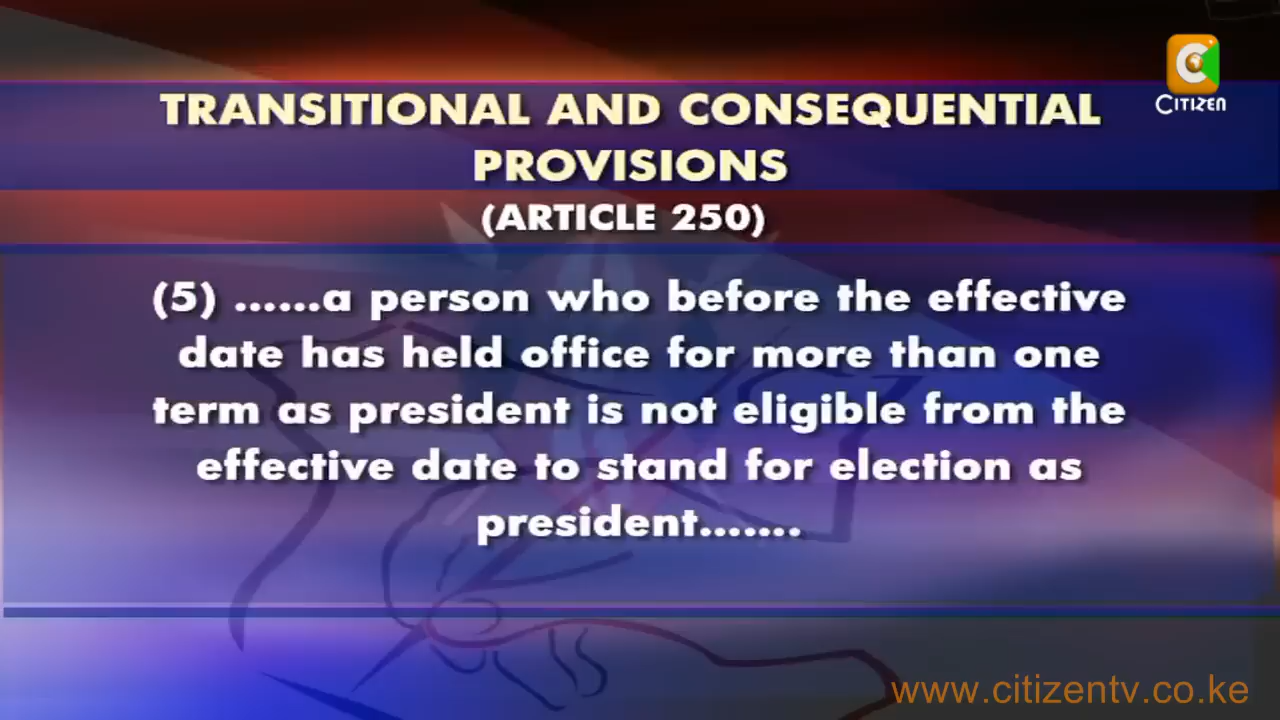 CITIZEN
TRANSITIONAL AND CONSEQUENTIAL
PROVISIONS
(ARTICLE 250)
(5) ......a person who before the effective
date has held office for more than one
term as president is not eligible from the
effective date to stand for election as
president.......
www.citizentv.co.ke